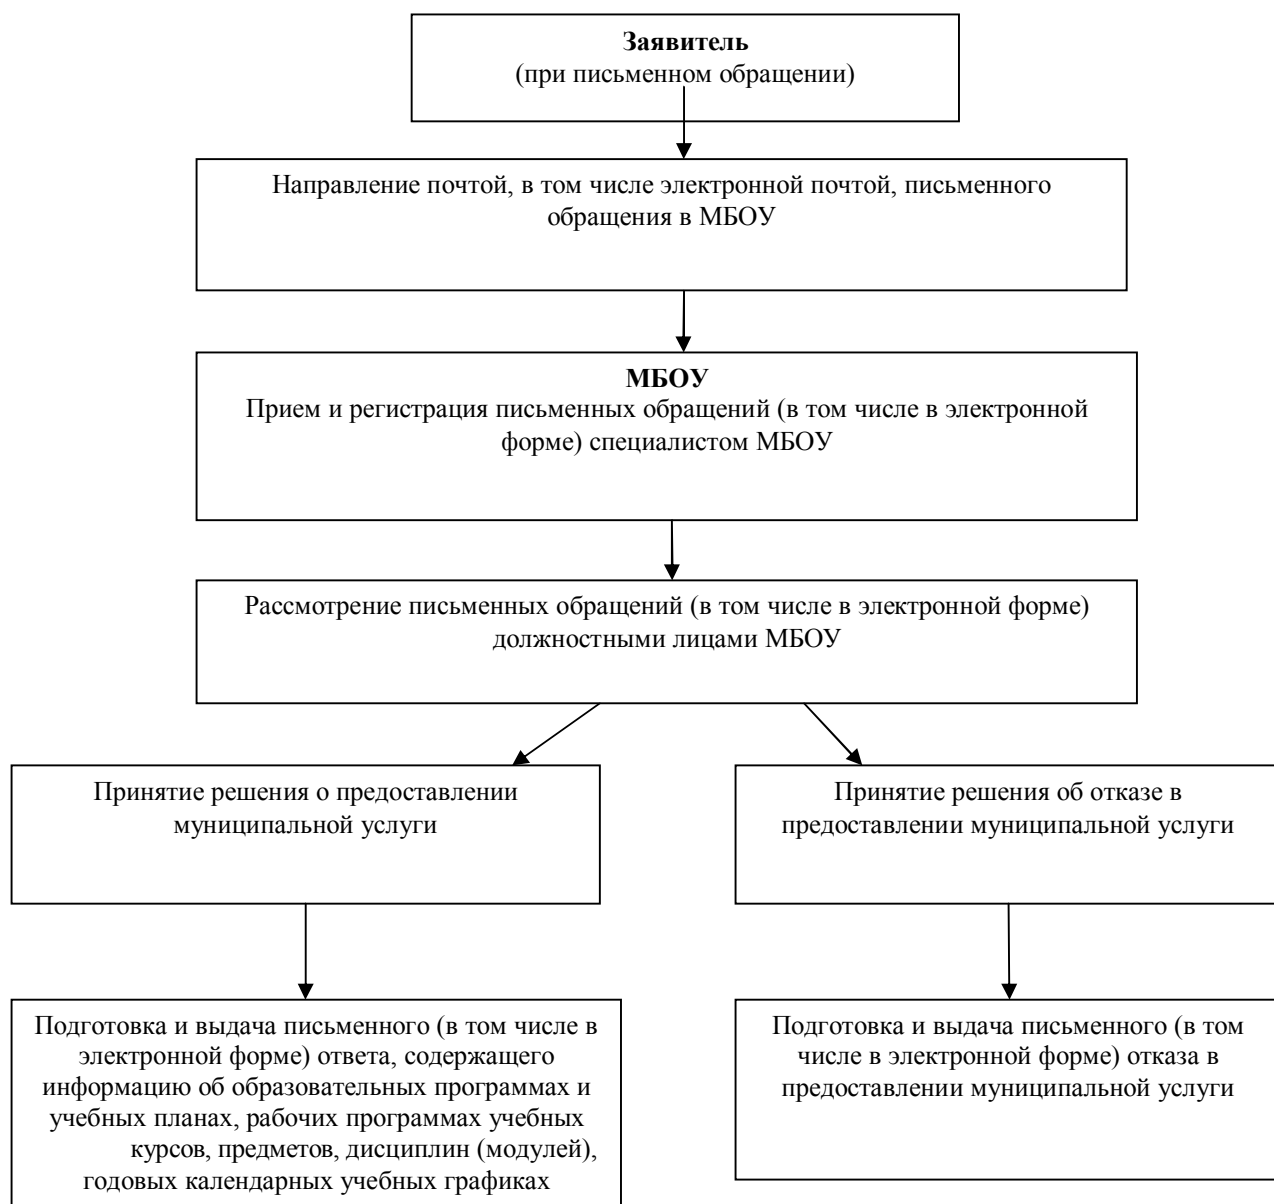 Заявитель
(при письменном обращении)
Направление почтой, в том числе электронной почтой, письменного
обращения в МБОУ
МБОУ
Прием и регистрация письменных обращений (в том числе в электронной
форме) специалистом МБОУ
Рассмотрение письменных обращений (в том числе в электронной форме)
должностными лицами МБОУ
Принятие решения о предоставлении
муниципальной услуги
Принятие решения об отказе в
предоставлении муниципальной услуги
Подготовка и выдача письменного (в том числе в
электронной форме) ответа, содержащего
информацию об образовательных программах и
учебных планах, рабочих программах учебных
курсов, предметов, дисциплин (модулей),
годовых календарных учебных графиках
Подготовка и выдача письменного (в том
числе в электронной форме) отказа в
предоставлении муниципальной услуги